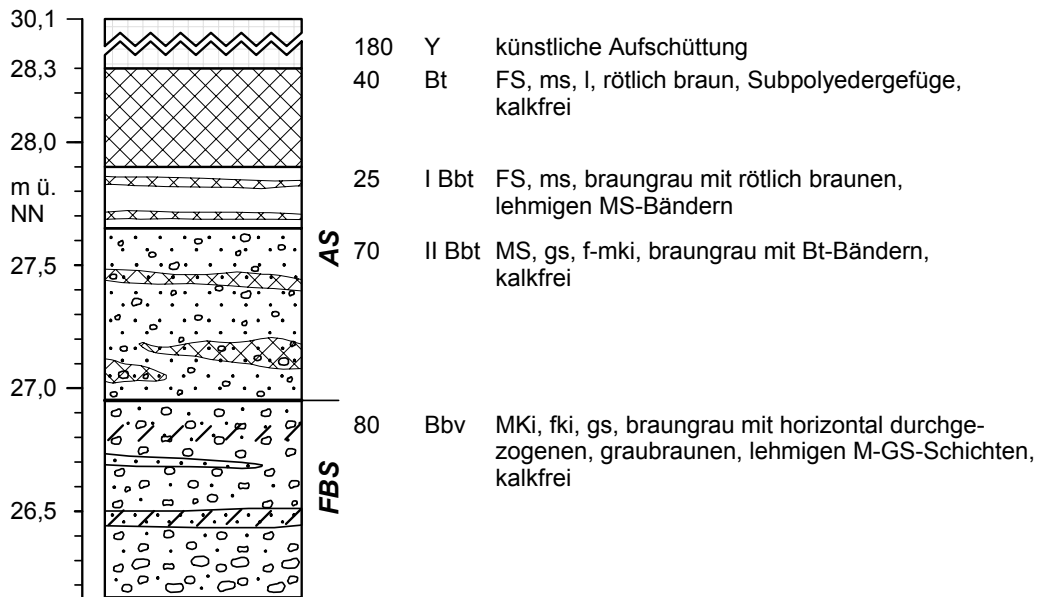 30,1
180 Y künstliche Aufschüttung
28,3
40 Bt FS, ms, l, rötlich braun, Subpolyedergefüge,
kalkfrei
28,0
m ü.
NN
25 I Bbt FS, ms, braungrau mit rötlich braunen,
lehmigen MS-Bändern
AS
70 II Bbt MS, gs, f-mki, braungrau mit Bt-Bändern,
kalkfrei
27,5
27,0
80 Bbv MKi, fki, gs, braungrau mit horizontal durchge-
zogenen, graubraunen, lehmigen M-GS-Schichten,
kalkfrei
FBS
26,5